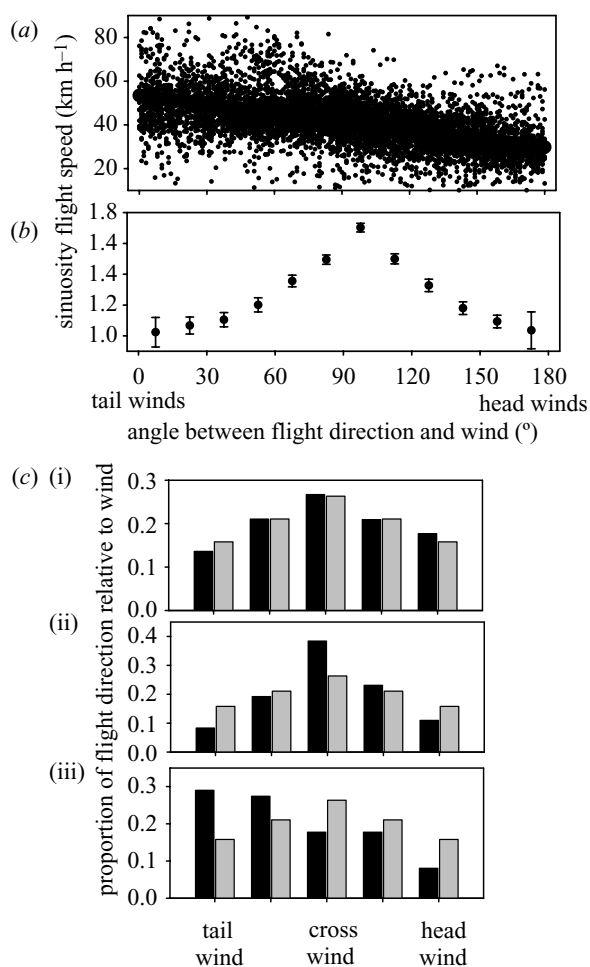 (a)
80
60
40
20
flight speed (km h–1)
(b)
1.8
1.4
1.2
1.0
sinuosity
0 30 60 90 120 150 180
tail winds head winds
angle between flight direction and wind (º)
(c) (i)
0.3
0.2
0.1
0.0
(ii)
0.4
0.3
0.2
0.1
0.0
(iii)
0.3
0.2
0.1
0.0
proportion of flight direction relative to wind
tail cross head
wind wind wind